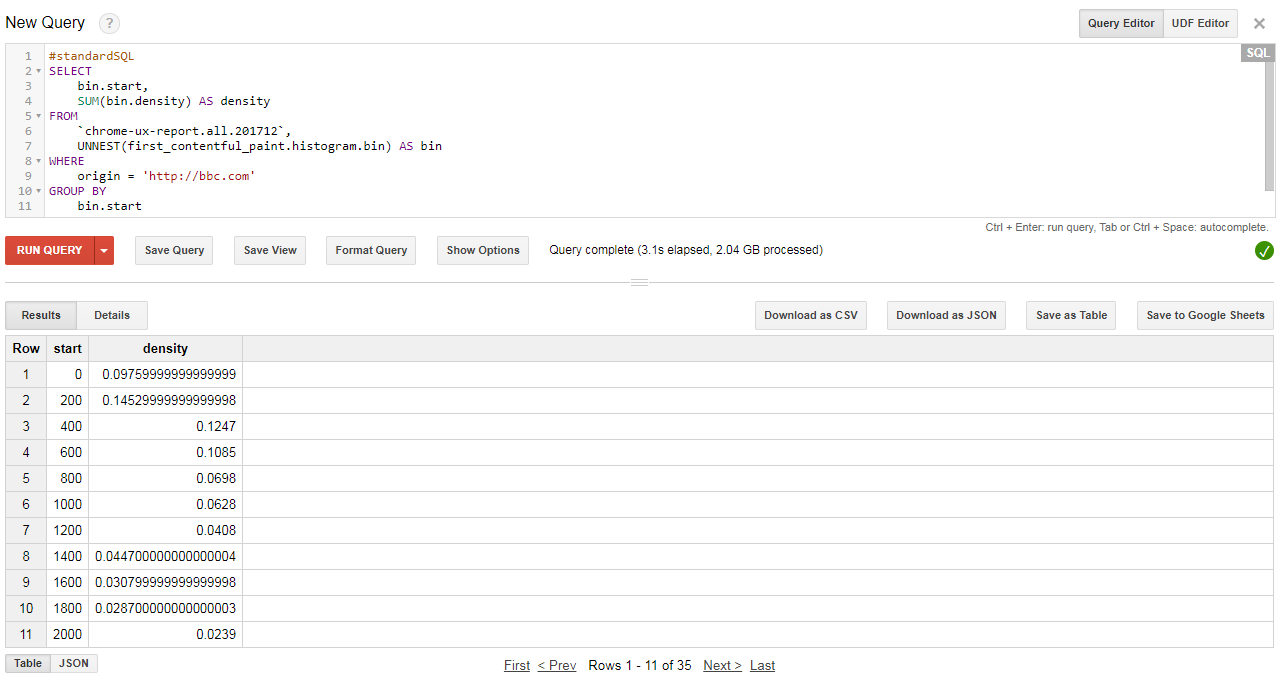 New Query ? Query Editor UDF Editor ×
SQL
1 #standardSQL
2 SELECT
3 bin.start,
4 SUM(bin.density) AS density
5 FROM
6 `chrome-ux-report.all.201712`,
7 UNNEST(first_contentful_paint.histogram.bin) AS bin
8 WHERE
9 origin = 'http://bbc.com'
10 GROUP BY
11 bin.start
Ctrl + Enter: run query, Tab or Ctrl + Space: autocomplete.
RUN QUERY Save Query Save View Format Query Show Options Query complete (3.1s elapsed, 2.04 GB processed)
Results Details Download as CSV Download as JSON Save as Table Save to Google Sheets
Row start density
1 0 0.09759999999999999
2 200 0.14529999999999998
3 400 0.1247
4 600 0.1085
5 800 0.0698
6 1000 0.0628
7 1200 0.0408
8 1400 0.044700000000000004
9 1600 0.030799999999999998
10 1800 0.028700000000000003
11 2000 0.0239
Table JSON First < Prev Rows 1 - 11 of 35 Next > Last